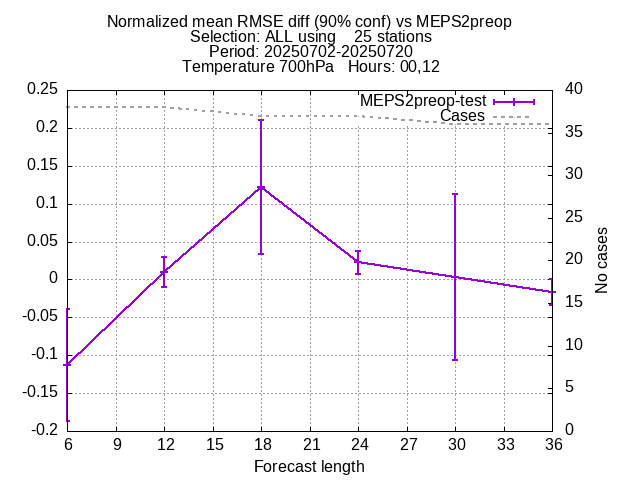 Normalized mean RMSE diff (90% conf) vs MEPS2preop
Selection: ALL using    25 stations
Period: 20250702-20250720
Temperature 700hPa   Hours: 00,12
MEPS2preop-test
Cases
0.25
0.2
0.15
0.1
0.05
0
-0.05
-0.1
-0.15
-0.2
40
35
30
25
20
15
10
5
0
No cases
6 9 12 15 18 21 24 27 30 33 36
Forecast length